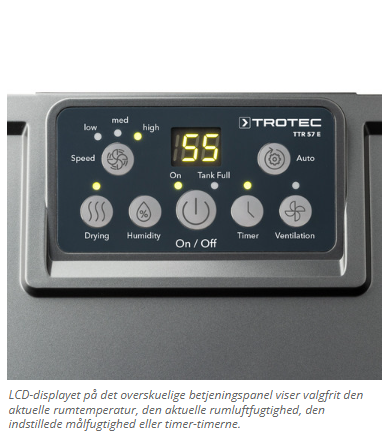 med
low
high
TROTEC
TTR 57 E
55
Speed
Auto
On
Tank Full
Drying
Humidity
On / Off
Timer
Ventilation
LCD-displayet på det overskuelige betjeningspanel viser valgfrit den
aktuelle rumtemperatur, den aktuelle rumluftfugtighed, den
indstillede målfugtighed eller timer-timerne.